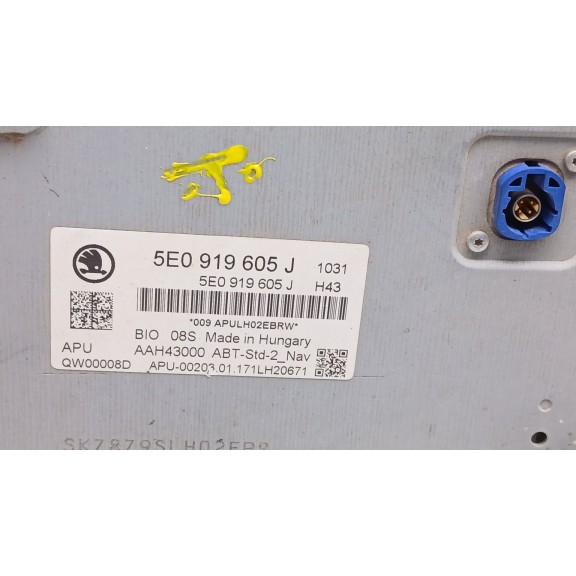 5E0 919 605 J 1031
5E0 919 605 J H43
*009 APULH02EBRW*
BIO 08S Made in Hungary
APU AAH43000 ABT-Std-2_Nav
QW00008D APU-00203.01.171LH20671